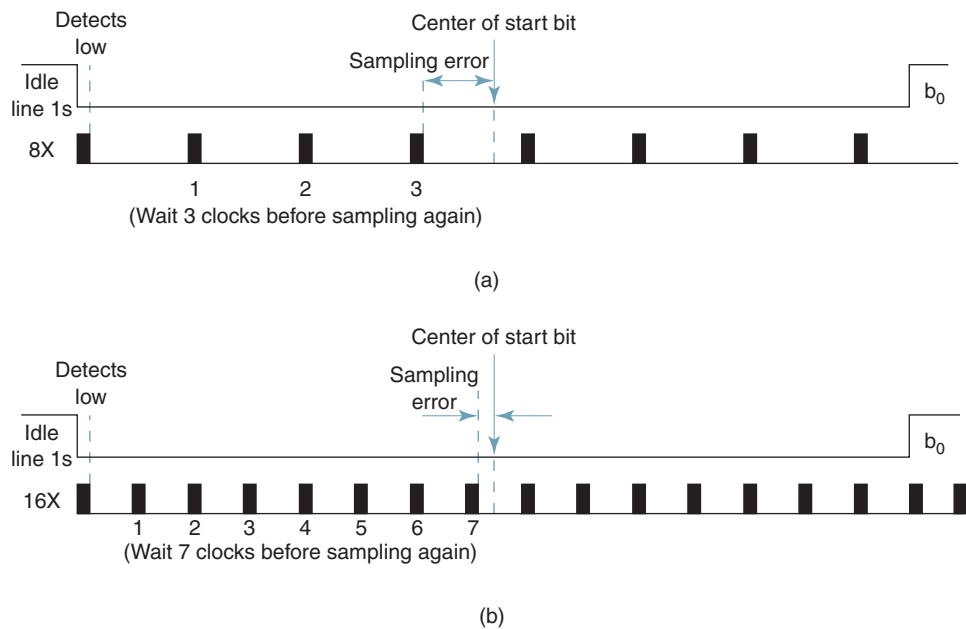 Center of start bit
Detects
low
Sampling error
Idle
line 1s
b0
8X
1 2 3
(Wait 3 clocks before sampling again)
(a)
Center of start bit
Detects
low
Sampling
error
Idle
line 1s
b0
16X
1 2 3 4 5 6 7
(Wait 7 clocks before sampling again)
(b)